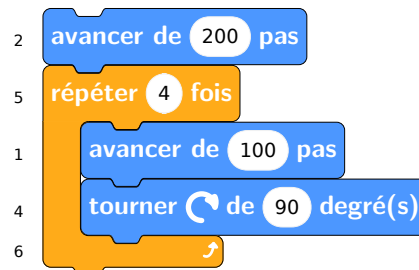 2 avancer de 200 pas
5 répéter 4 fois
1 avancer de 100 pas
4 tourner de 90 degré(s)
6